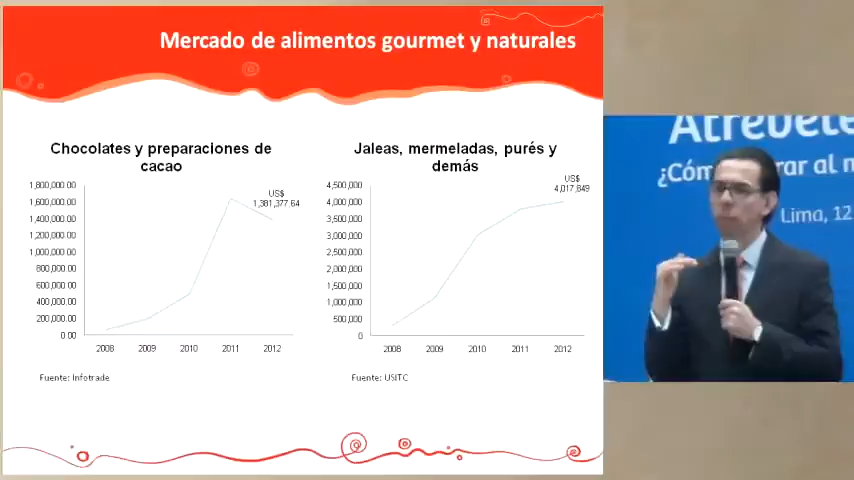 Mercado de alimentos gourmet y naturales
Chocolates y preparaciones de
cacao
1,800,000.00
1,600,000.00
1,400,000.00
1,200,000.00
1,000,000.00
800,000.00
600,000.00
400,000.00
200,000.00
0.00
US$
1,381,377.64
2008 2009 2010 2011 2012
Fuente: Infotrade
Jaleas, mermeladas, purés y
demás
4,500,000
4,000,000
3,500,000
3,000,000
2,500,000
2,000,000
1,500,000
1,000,000
500,000
0
US$
4,017,849
2008 2009 2010 2011 2012
Fuente: USITC
Atrévete
¿Cóm rar al m
Lima, 12